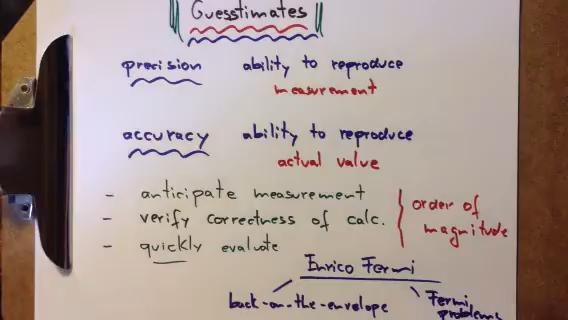 Guesstimates
precision ability to reproduce
measurement
accuracy ability to reproduce
actual value
- anticipate measurement
- verify correctness of calc.
- quickly evaluate
order of
magnitude
Enrico Fermi
back-on-the-envelope
Fermi
problems